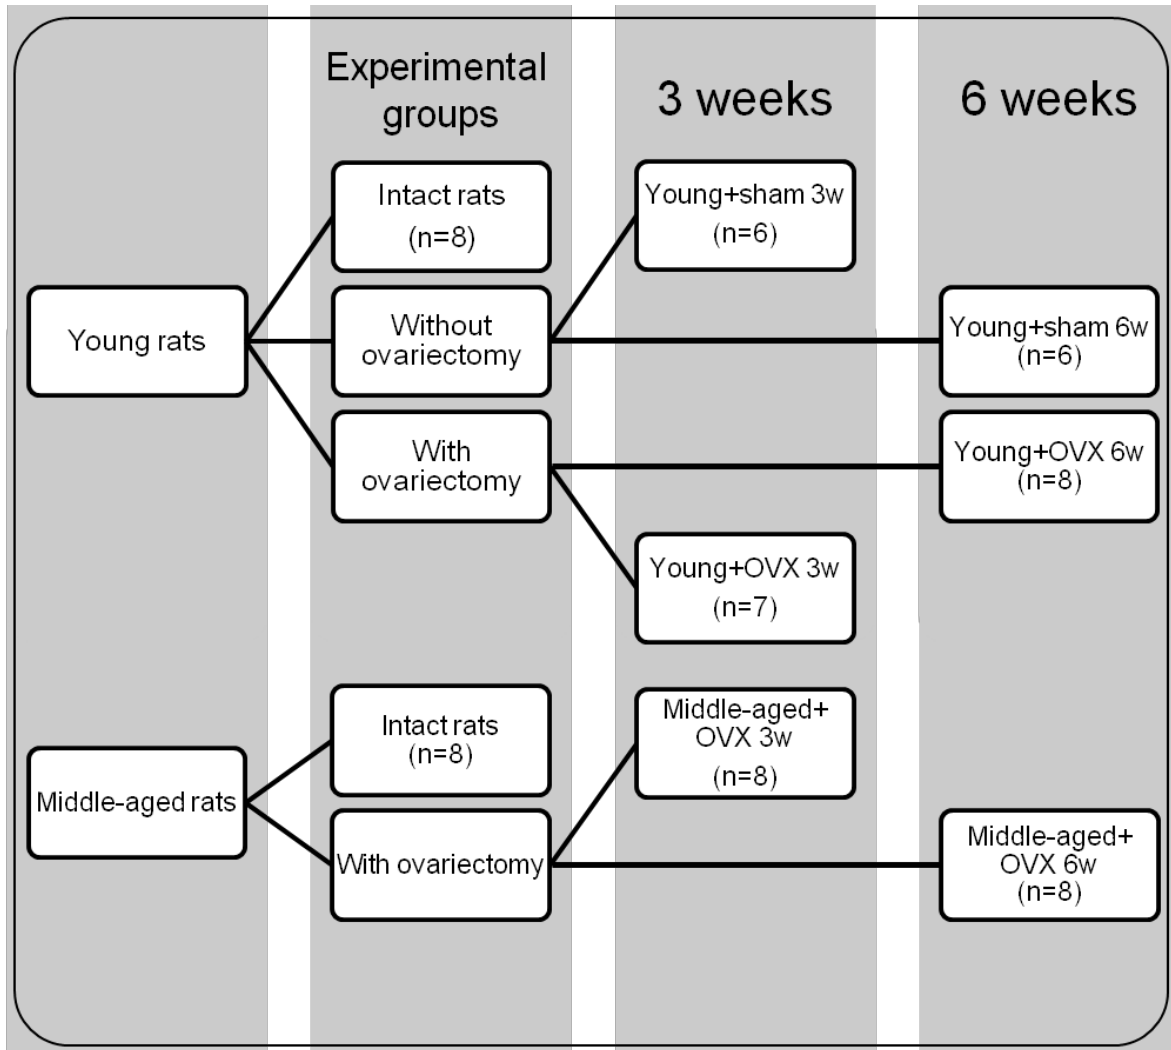 Experimental
groups
3 weeks
6 weeks
Intact rats
(n=8)
Young+sham 3w
(n=6)
Young rats
Without
ovariectomy
Young+sham 6w
(n=6)
With
ovariectomy
Young+OVX 6w
(n=8)
Young+OVX 3w
(n=7)
Intact rats
(n=8)
Middle-aged+
OVX 3w
(n=8)
Middle-aged rats
With ovariectomy
Middle-aged+
OVX 6w
(n=8)